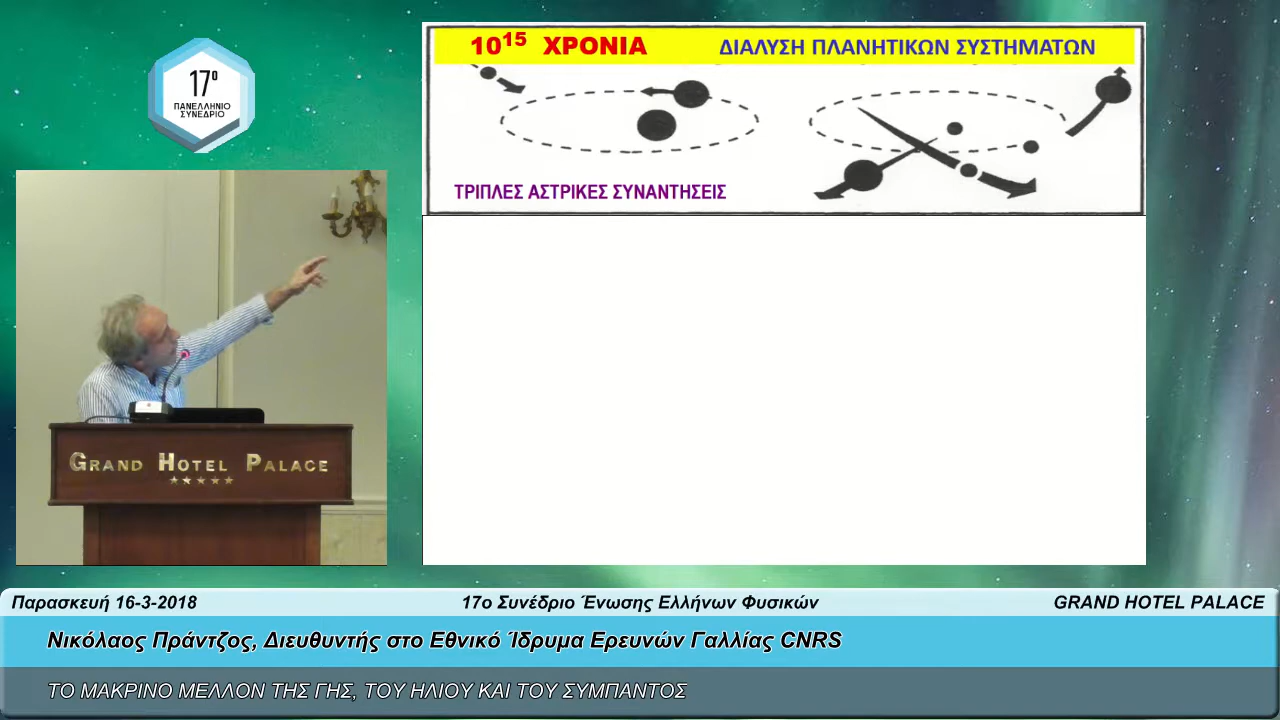 17ο
ΠΑΝΕΛΛΗΝΙΟ
ΣΥΝΕΔΡΙΟ
10¹⁵ ΧΡΟΝΙΑ ΔΙΑΛΥΣΗ ΠΛΑΝΗΤΙΚΩΝ ΣΥΣΤΗΜΑΤΩΝ
ΤΡΙΠΛΕΣ ΑΣΤΡΙΚΕΣ ΣΥΝΑΝΤΗΣΕΙΣ
GRAND HOTEL PALACE
Παρασκευή 16-3-2018 17ο Συνέδριο Ένωσης Ελλήνων Φυσικών GRAND HOTEL PALACE
Νικόλαος Πράντζος, Διευθυντής στο Εθνικό Ίδρυμα Ερευνών Γαλλίας CNRS
ΤΟ ΜΑΚΡΙΝΟ ΜΕΛΛΟΝ ΤΗΣ ΓΗΣ, ΤΟΥ ΗΛΙΟΥ ΚΑΙ ΤΟΥ ΣΥΜΠΑΝΤΟΣ